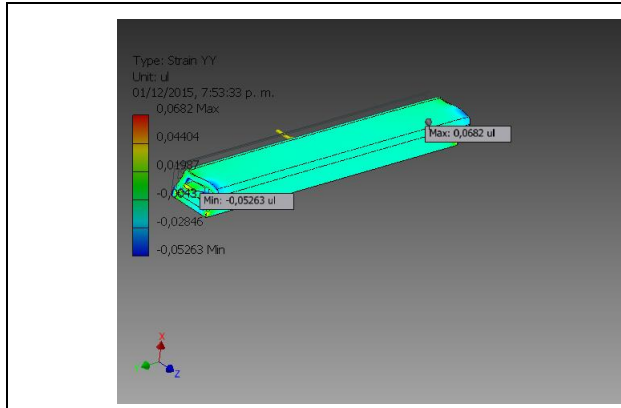 Type: Strain YY
Unit: ul
01/12/2015, 7:53:33 p. m.
0,0682 Max
0,04404
0,01987
Max: 0,0682 ul
Min: -0,05263 ul
-0,02846
-0,05263 Min
X
Z